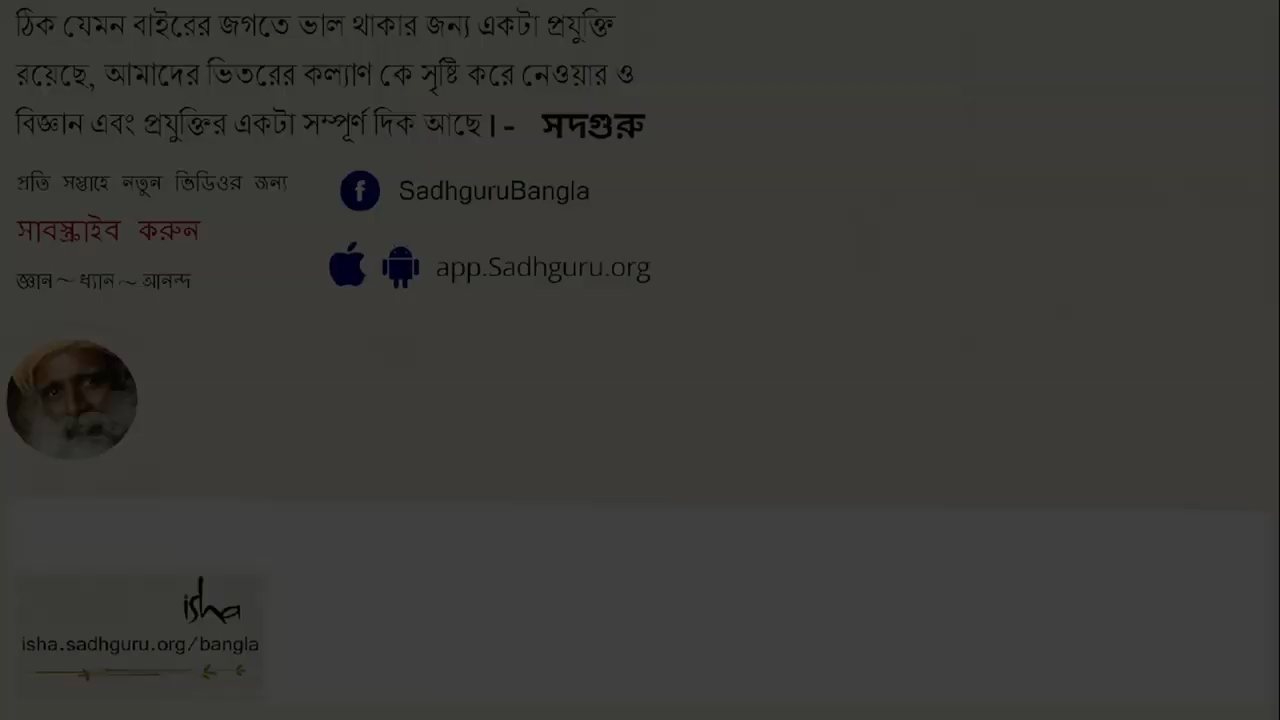 ঠিক যেমন বাইরের জগতে ভাল থাকার জন্য একটা প্রযুক্তি
রয়েছে, আমাদের ভিতরের কল্যাণ কে সৃষ্টি করে নেওয়ার ও
বিজ্ঞান এবং প্রযুক্তির একটা সম্পূর্ণ দিক আছে।- সদগুরু
প্রতি সপ্তাহে নতুন ভিডিওর জন্য
সাবস্ক্রাইব করুন
জ্ঞান ~ ধ্যান ~ আনন্দ
SadhguruBangla
app.Sadhguru.org
isha
isha.sadhguru.org/bangla